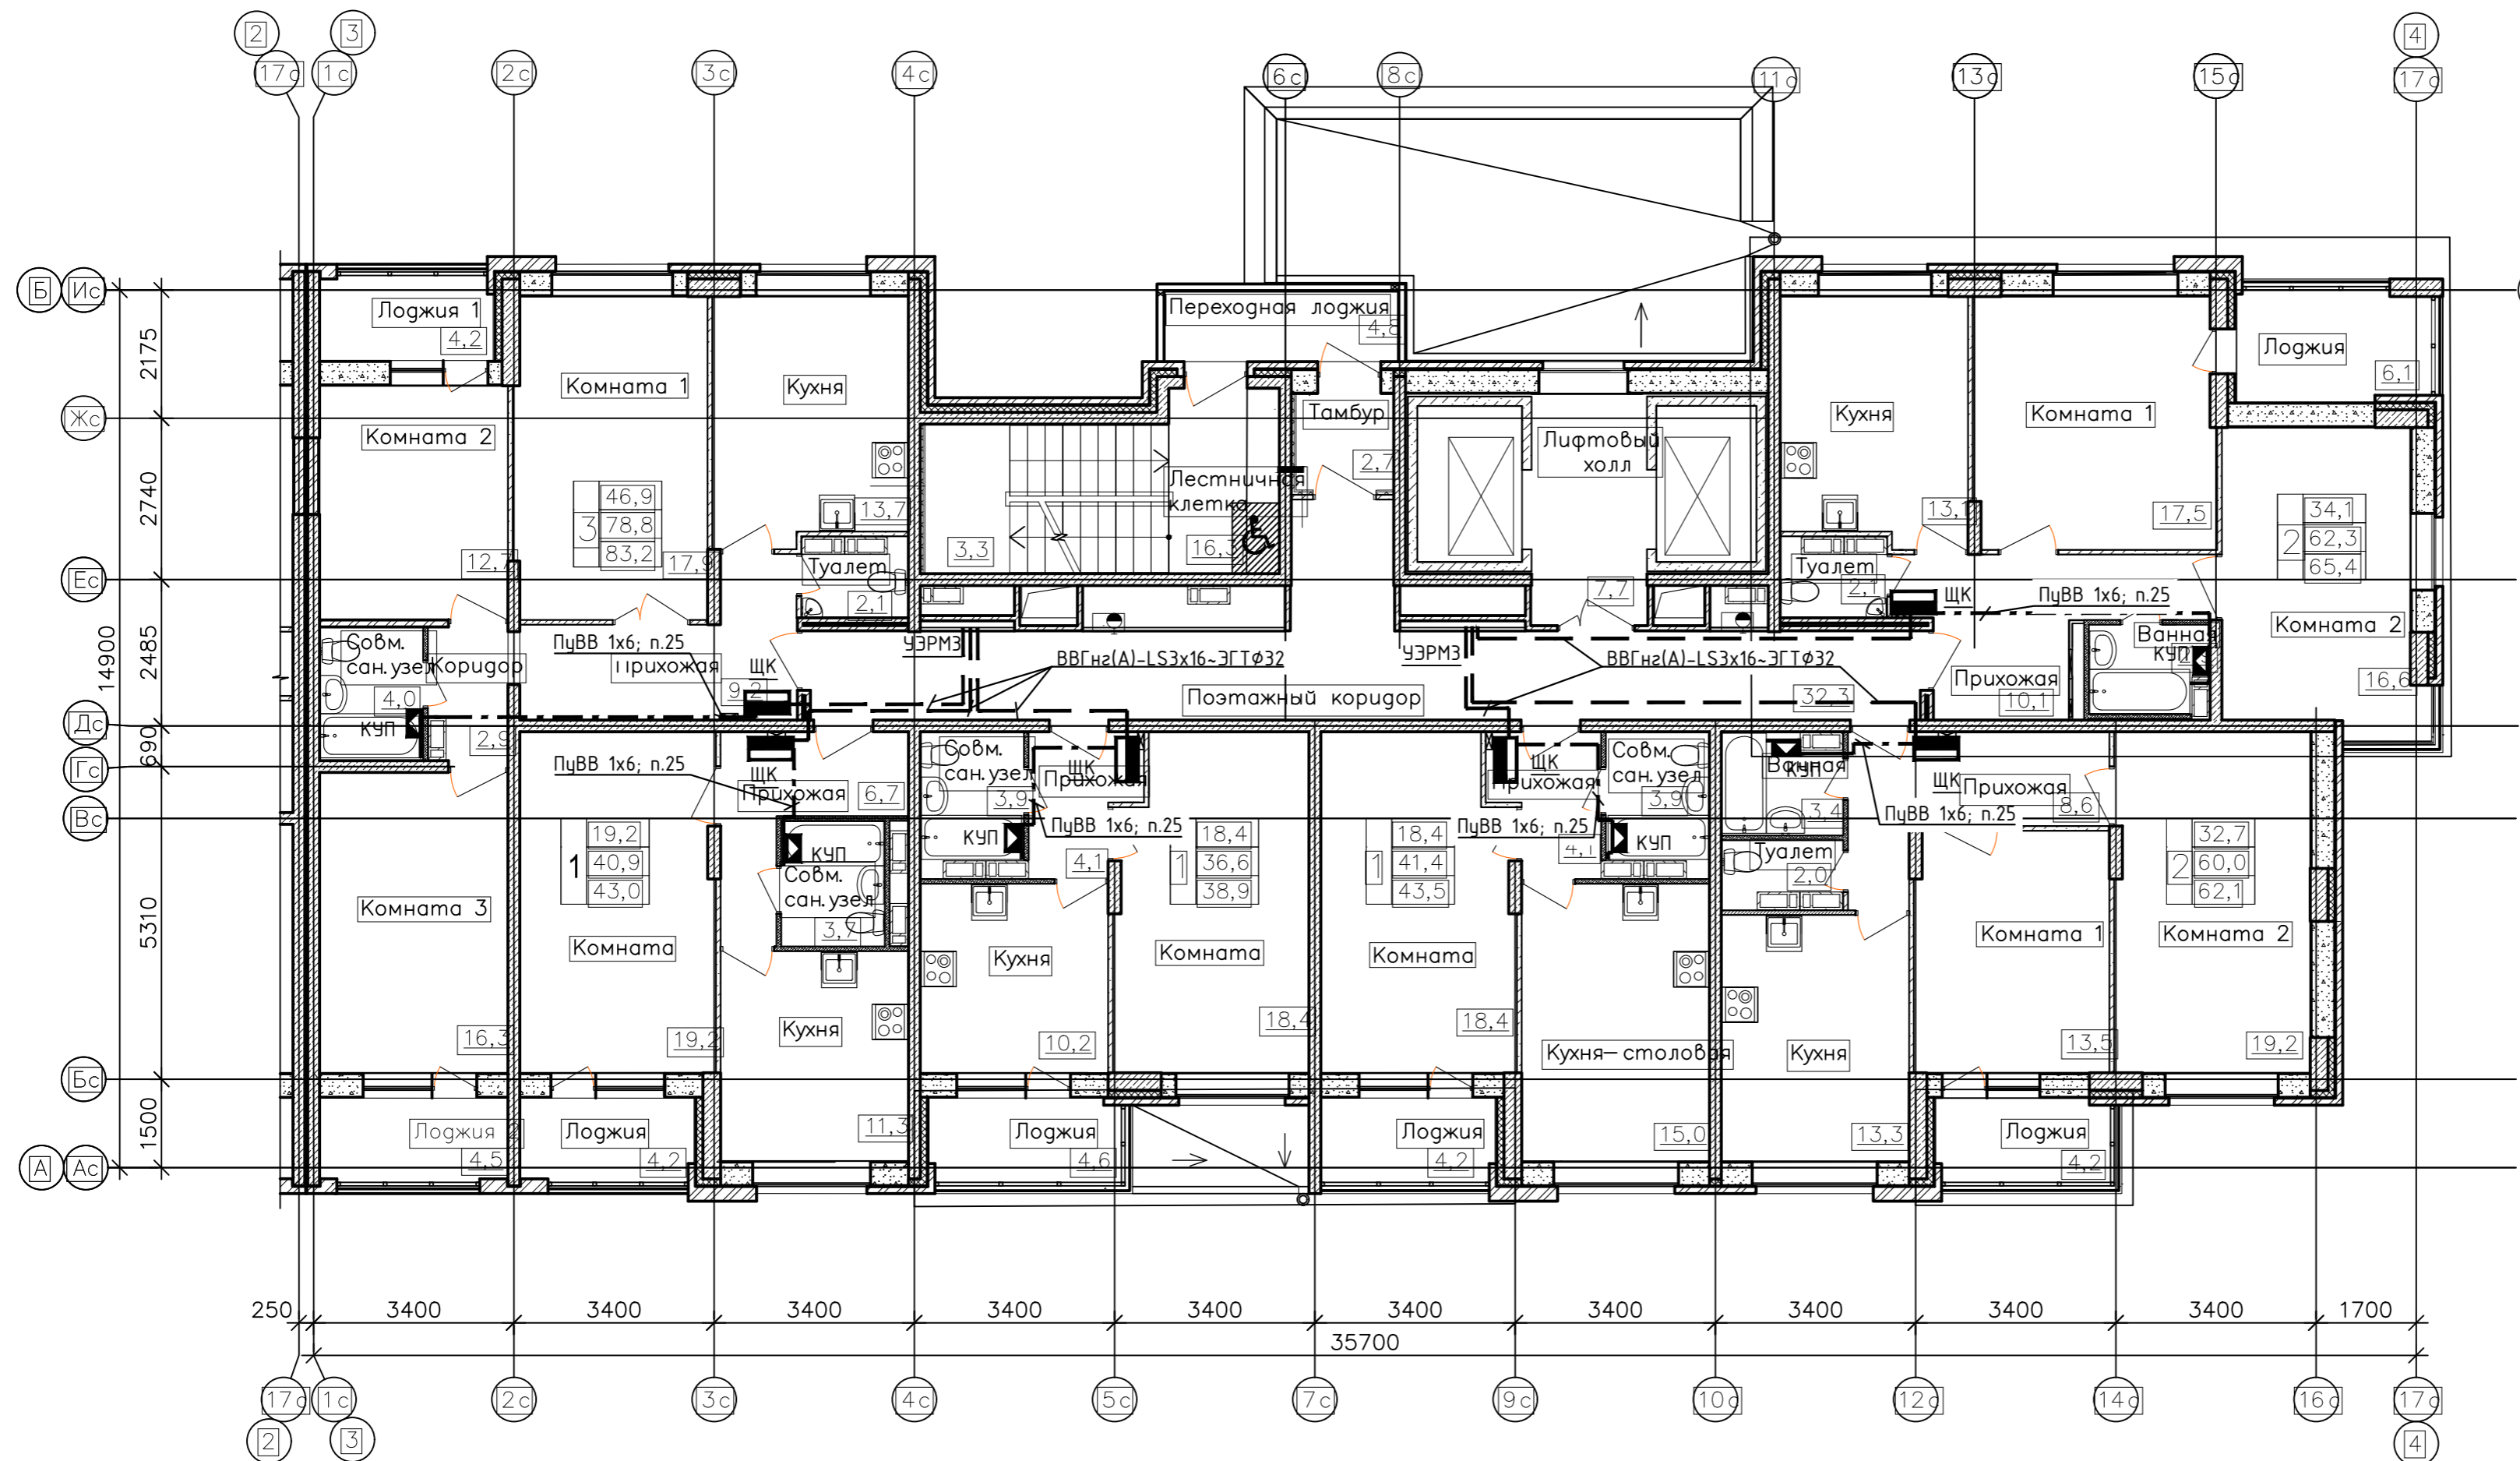 2
3
4
17с
1с
2с
3с
4с
6с
8с
11с
13с
15с
17с
Б
Ис
Жс
Ес
Дс
Гс
Вс
Бс
А
Ас
2175
2740
2485
690
5310
1500
14900
Лоджия 1
4,2
Комната 2
12,7
Комната 1
17,9
3
46,9
78,8
83,2
Кухня
13,7
Туалет
2,1
Переходная лоджия
4,8
Тамбур
2,7
Лестничная
клетка
3,3
16,3
Лифтовый
холл
7,7
Кухня
13,1
Комната 1
17,5
Лоджия
6,1
2
34,1
62,3
65,4
Туалет
2,1
ЩК
ПуВВ 1х6; п.25
Комната 2
16,6
Ванная
КУП
Прихожая
10,1
Совм.
сан.узел
4,0
КУП
Коридор
2,9
ПуВВ 1х6; п.25
Прихожая
9,2
ЩК
УЭРМ3
ВВГнг(А)-LS3х16~ЭГТФ32
УЭРМ3
ВВГнг(А)-LS3х16~ЭГТФ32
Поэтажный коридор
32,3
ПуВВ 1х6; п.25
ЩК
Прихожая
6,7
Совм.
сан.узел
3,9
КУП
ЩК
Прихожая
ПуВВ 1х6; п.25
4,1
ЩК
Прихожая
ПуВВ 1х6; п.25
4,1
Совм.
сан.узел
3,9
КУП
Ванная
КУП
3,4
ЩК
Прихожая
8,6
ПуВВ 1х6; п.25
1
19,2
40,9
43,0
КУП
Совм.
сан.узел
3,7
1
18,4
36,6
38,9
1
18,4
41,4
43,5
Туалет
2,0
2
32,7
60,0
62,1
Комната 3
16,3
Комната
19,2
Кухня
11,3
Кухня
10,2
Комната
18,4
Комната
18,4
Кухня-столовая
15,0
Кухня
13,3
Комната 1
13,5
Комната 2
19,2
Лоджия
4,5
Лоджия
4,2
Лоджия
4,6
Лоджия
4,2
Лоджия
4,2
250
3400
3400
3400
3400
3400
3400
3400
3400
3400
3400
1700
35700
17с
1с
2с
3с
4с
5с
7с
9с
10с
12с
14с
16с
17с
2
3
4